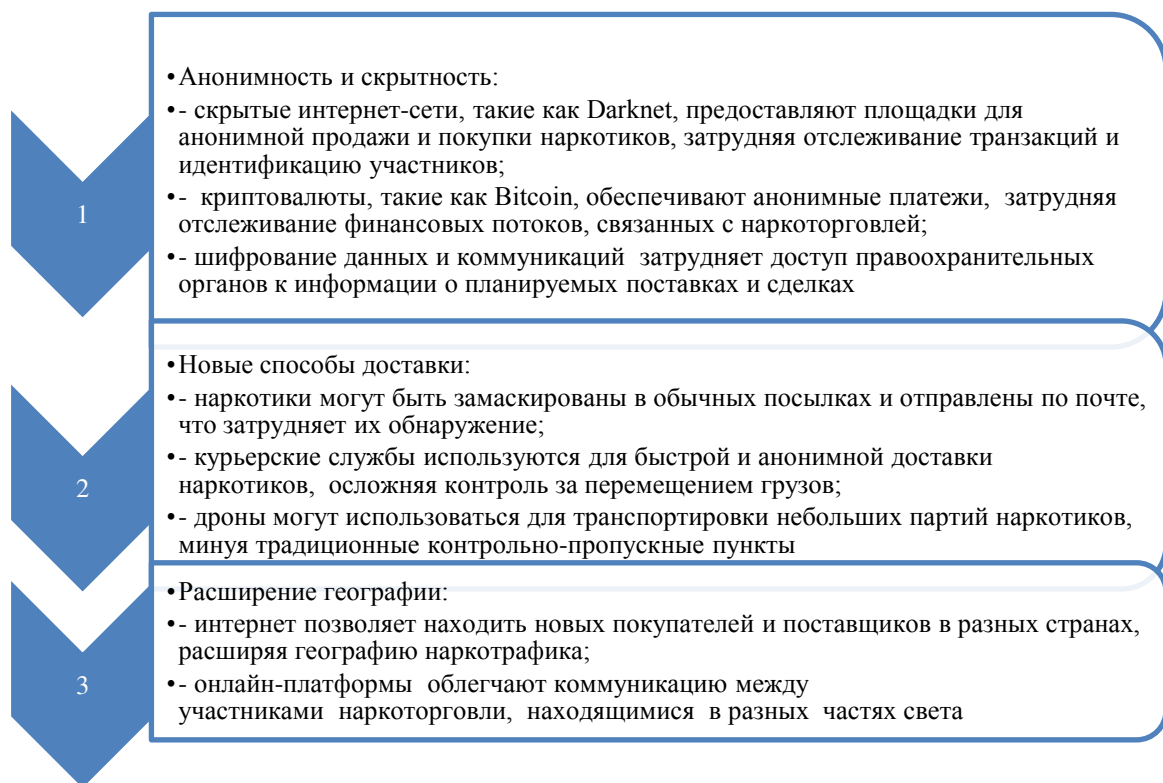 1
•Анонимность и скрытность:
•- скрытые интернет-сети, такие как Darknet, предоставляют площадки для
анонимной продажи и покупки наркотиков, затрудняя отслеживание транзакций и
идентификацию участников;
•- криптовалюты, такие как Bitcoin, обеспечивают анонимные платежи, затрудняя
отслеживание финансовых потоков, связанных с наркоторговлей;
•- шифрование данных и коммуникаций затрудняет доступ правоохранительных
органов к информации о планируемых поставках и сделках
2
•Новые способы доставки:
•- наркотики могут быть замаскированы в обычных посылках и отправлены по почте,
что затрудняет их обнаружение;
•- курьерские службы используются для быстрой и анонимной доставки
наркотиков, осложняя контроль за перемещением грузов;
•- дроны могут использоваться для транспортировки небольших партий наркотиков,
минуя традиционные контрольно-пропускные пункты
3
•Расширение географии:
•- интернет позволяет находить новых покупателей и поставщиков в разных странах,
расширяя географию наркотрафика;
•- онлайн-платформы облегчают коммуникацию между
участниками наркоторговли, находящимися в разных частях света